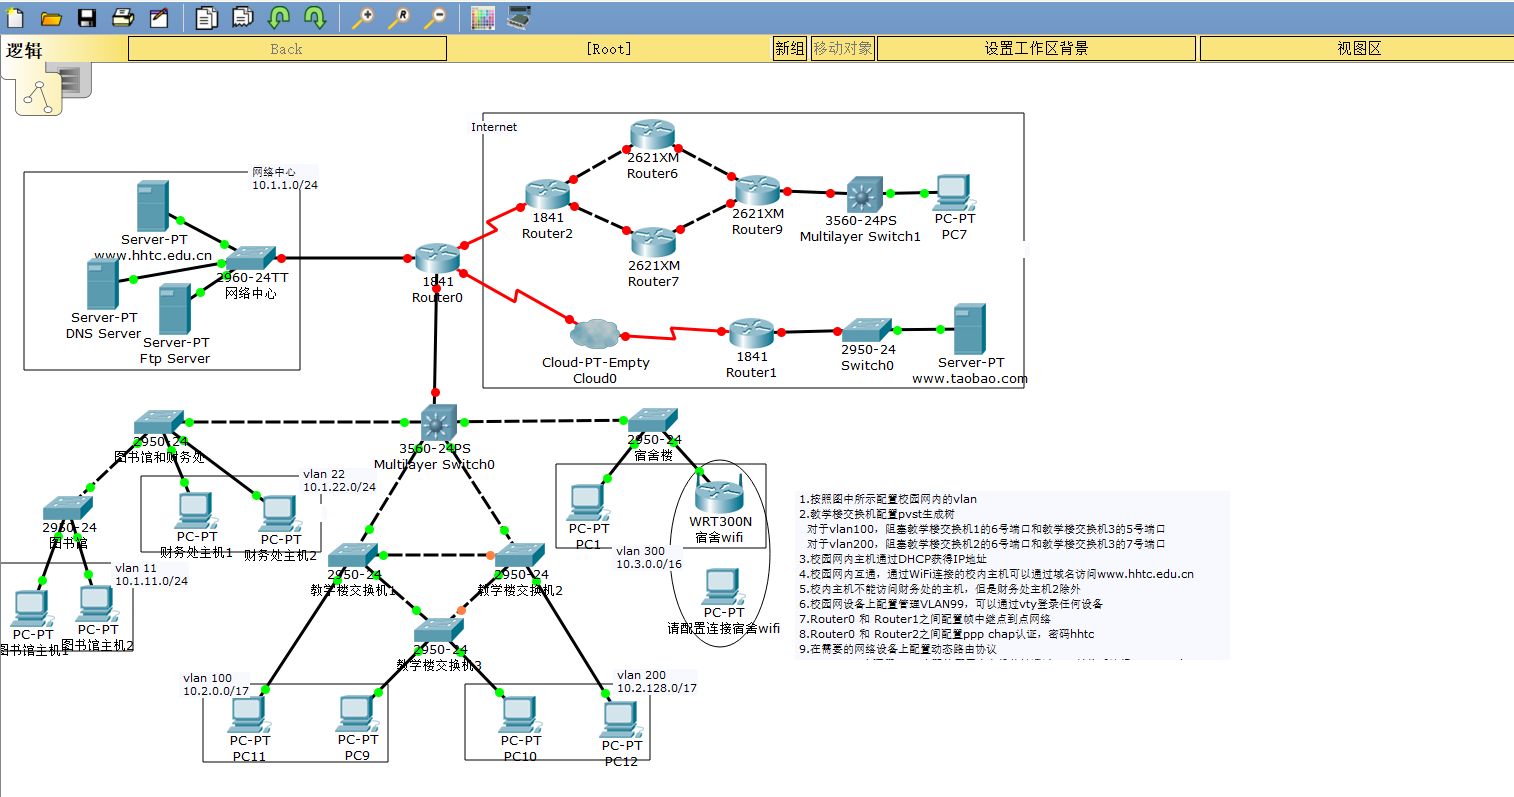 逻辑
Back
[Root]
新组
移动对象
设置工作区背景
视图区
Internet
2621XM
Router6
网络中心
10.1.1.0/24
1841
Router2
2621XM
Router9
3560-24PS
Multilayer Switch1
PC-PT
PC7
Server-PT
www.hhtc.edu.cn
2960-24TT
网络中心
2621XM
Router7
1841
Router0
Server-PT
DNS Server
Server-PT
Ftp Server
Cloud-PT-Empty
Cloud0
1841
Router1
2950-24
Switch0
Server-PT
www.taobao.com
2950-24
图书馆和财务处
3560-24PS
Multilayer Switch0
2950-24
宿舍楼
vlan 22
10.1.22.0/24
2950-24
图书馆
PC-PT
财务处主机1
PC-PT
财务处主机2
PC-PT
PC1
WRT300N
宿舍wifi
vlan 300
10.3.0.0/16
vlan 11
10.1.11.0/24
2950-24
教学楼交换机1
2950-24
教学楼交换机2
PC-PT
图书馆主机1
PC-PT
图书馆主机2
PC-PT
请配置连接宿舍wifi
2950-24
教学楼交换机3
vlan 100
10.2.0.0/17
vlan 200
10.2.128.0/17
PC-PT
PC11
PC-PT
PC9
PC-PT
PC10
PC-PT
PC12
1.按照图中所示配置校园网内的vlan
2.教学楼交换机配置pvst生成树
对于vlan100，阻塞教学楼交换机1的6号端口和教学楼交换机3的5号端口
对于vlan200，阻塞教学楼交换机2的6号端口和教学楼交换机3的7号端口
3.校园网内主机通过DHCP获得IP地址
4.校园网内互通，通过WiFi连接的校内主机可以通过域名访问www.hhtc.edu.cn
5.校内主机不能访问财务处的主机，但是财务处主机2除外
6.校园网设备上配置管理VLAN99，可以通过vty登录任何设备
7.Router0 和 Router1之间配置帧中继点到点网络
8.Router0 和 Router2之间配置ppp chap认证，密码hhtc
9.在需要的网络设备上配置动态路由协议